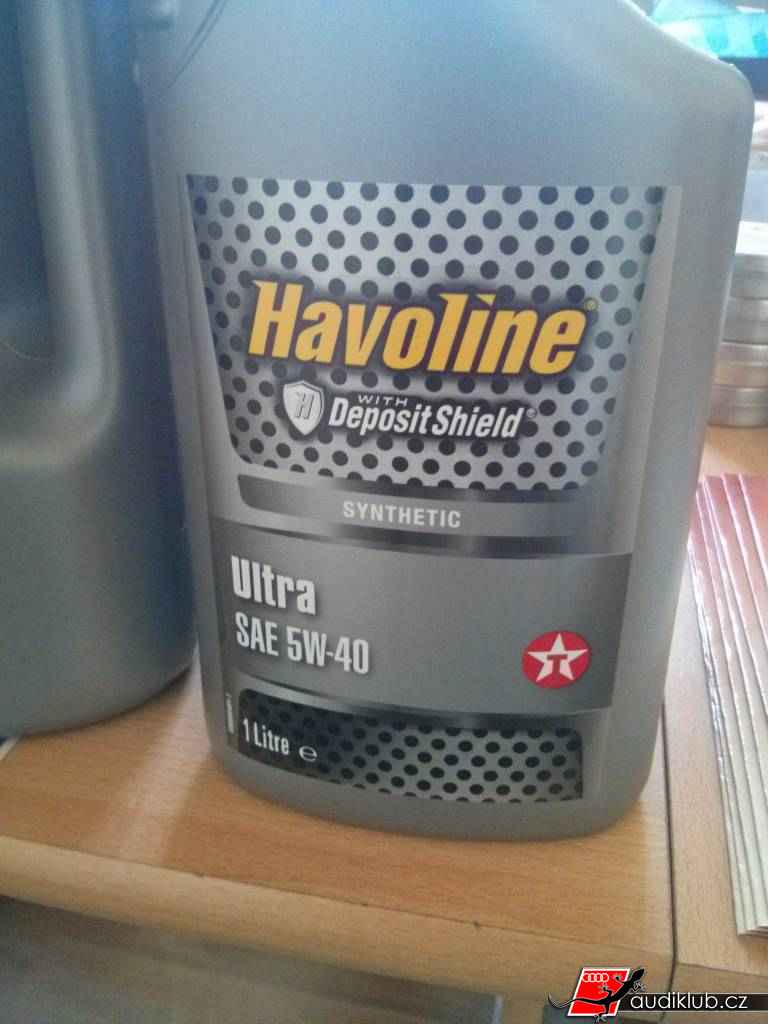 Havoline®
WITH
H
DepositShield®
SYNTHETIC
Ultra
SAE 5W-40
T
1 Litre ℮
audiklub.cz